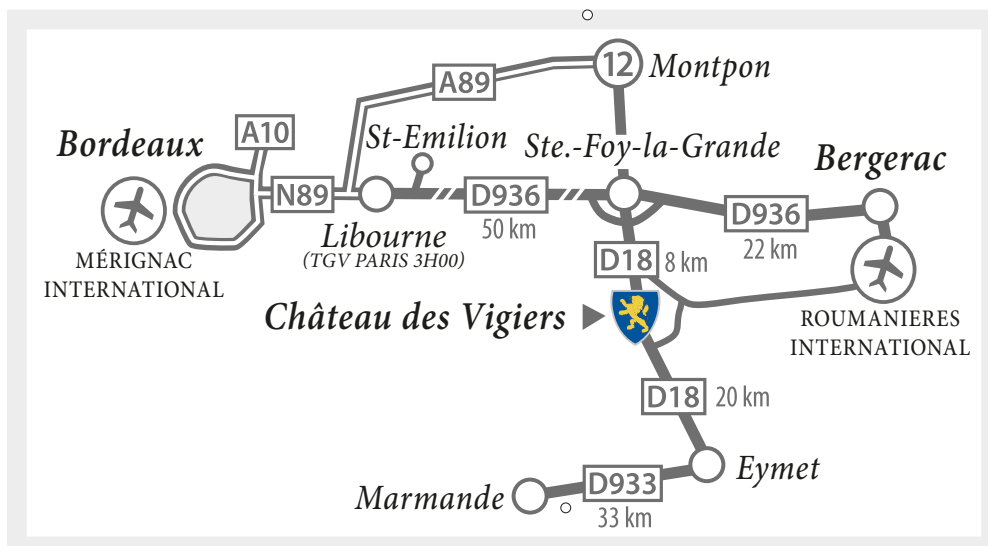 12
Montpon
A89
A10
St-Emilion
Bordeaux
Ste.-Foy-la-Grande
Bergerac
N89
D936
50 km
D936
22 km
Libourne
(TGV PARIS 3H00)
MÉRIGNAC
INTERNATIONAL
D18
8 km
Château des Vigiers
ROUMANIERES
INTERNATIONAL
D18
20 km
Eymet
Marmande
D933
33 km